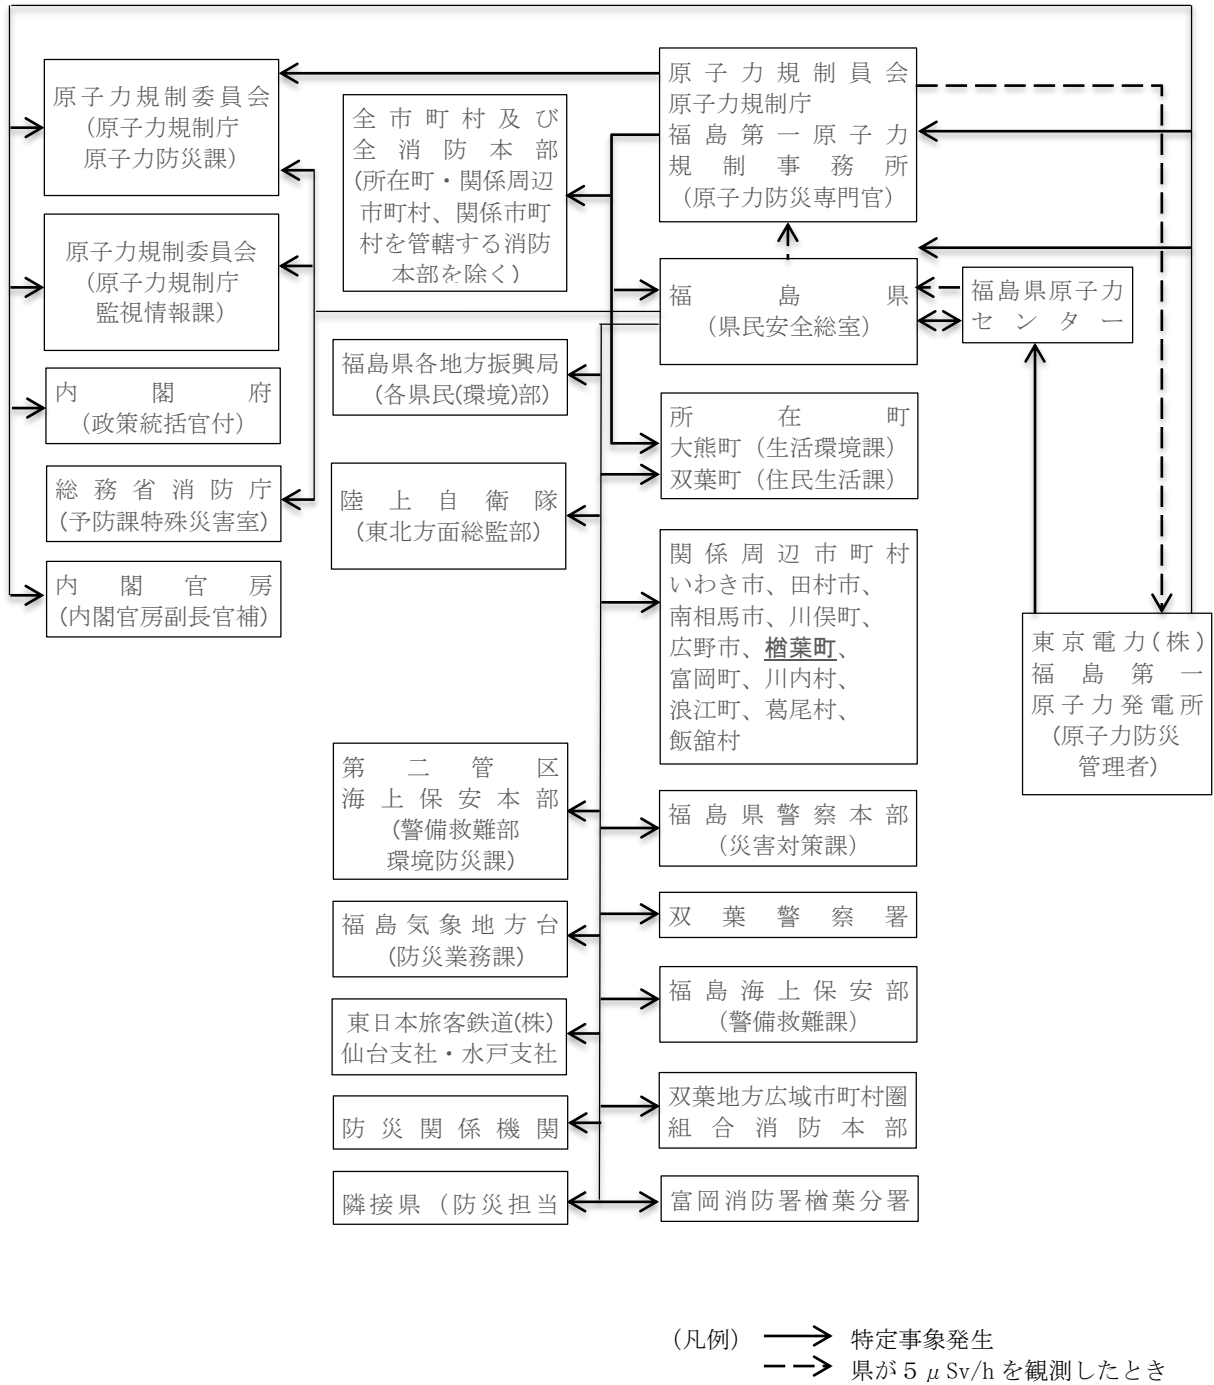 原子力規制委員会
(原子力規制庁
原子力防災課)
原子力規制委員会
(原子力規制庁
監視情報課)
内閣府
(政策統括官付)
総務省消防庁
(予防課特殊災害室)
内閣官房
(内閣官房副長官補)
全市町村及び
全消防本部
(所在町・関係周辺
市町村、関係市町
村を管轄する消防
本部を除く)
福島県各地方振興局
(各県民(環境)部)
陸上自衛隊
(東北方面総監部)
第二管区
海上保安本部
(警備救難部
環境防災課)
福島気象地方台
(防災業務課)
東日本旅客鉄道(株)
仙台支社・水戸支社
防災関係機関
隣接県（防災担当
原子力規制員会
原子力規制庁
福島第一原子力
規制事務所
(原子力防災専門官)
福島県
(県民安全総室)
所在町
大熊町（生活環境課）
双葉町（住民生活課）
関係周辺市町村
いわき市、田村市、
南相馬市、川俣町、
広野市、楢葉町、
富岡町、川内村、
浪江町、葛尾村、
飯舘村
福島県警察本部
(災害対策課)
双葉警察署
福島海上保安部
(警備救難課)
双葉地方広域市町村圏
組合消防本部
富岡消防署楢葉分署
福島県原子力
センター
東京電力(株)
福島第一
原子力発電所
(原子力防災
管理者)
(凡例) 特定事象発生
県が５μSv/hを観測したとき